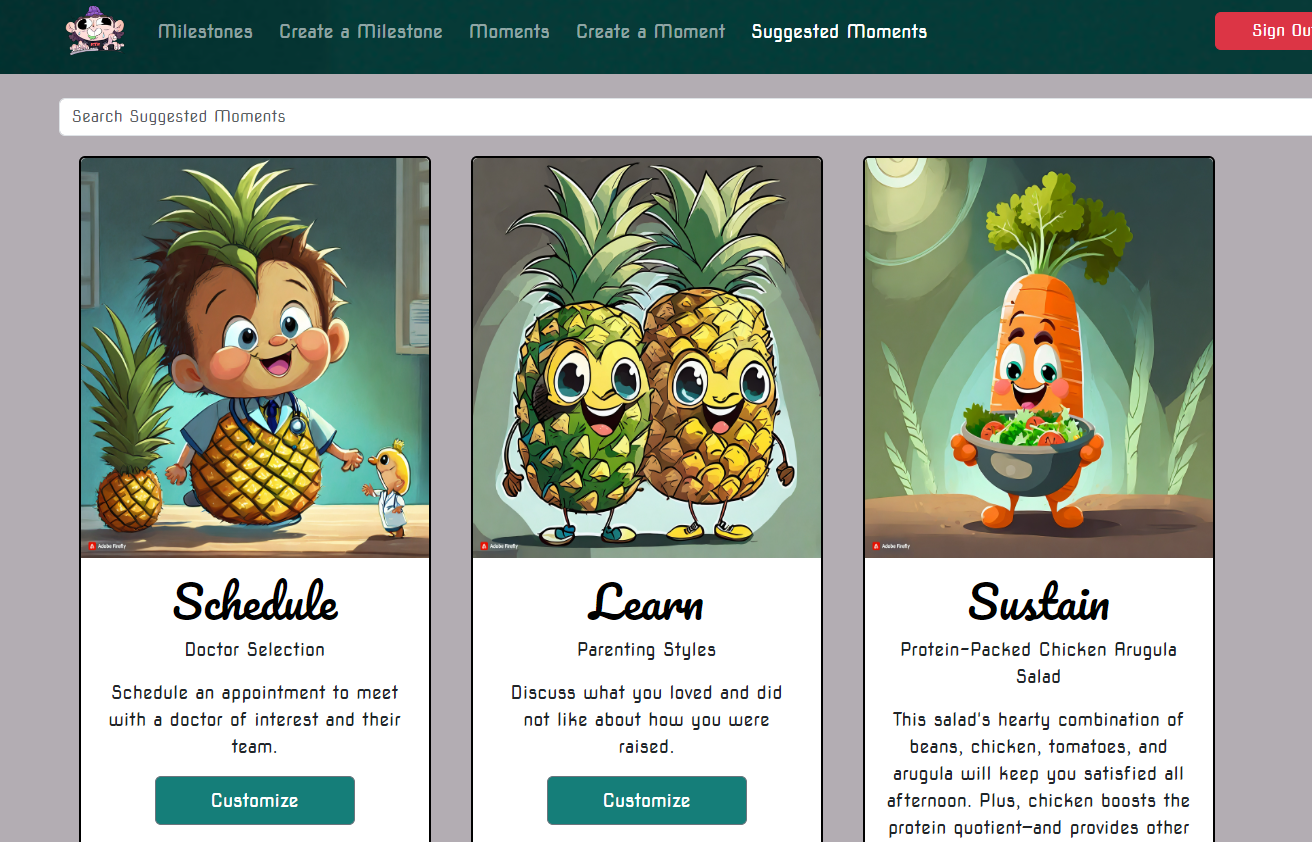 Milestones
Create a Milestone
Moments
Create a Moment
Suggested Moments
Sign Ou
Search Suggested Moments
Adobe Firefly
Adobe Firefly
Adobe Firefly
Schedule
Doctor Selection
Schedule an appointment to meet
with a doctor of interest and their
team.
Customize
Learn
Parenting Styles
Discuss what you loved and did
not like about how you were
raised.
Customize
Sustain
Protein-Packed Chicken Arugula
Salad
This salad's hearty combination of
beans, chicken, tomatoes, and
arugula will keep you satisfied all
afternoon. Plus, chicken boosts the
protein quotient—and provides other